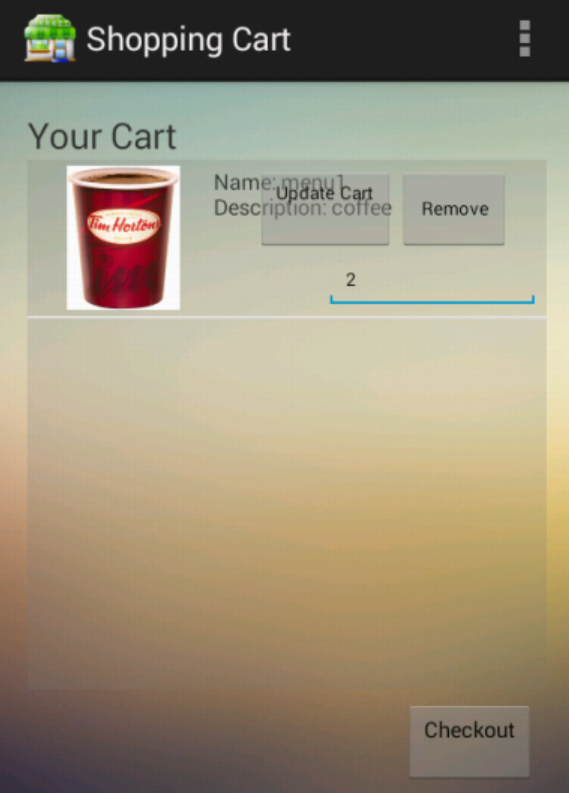 Shopping Cart
Your Cart
Tim Hortons
Name: menu1
Update Cart
Description: coffee
Remove
2
Checkout